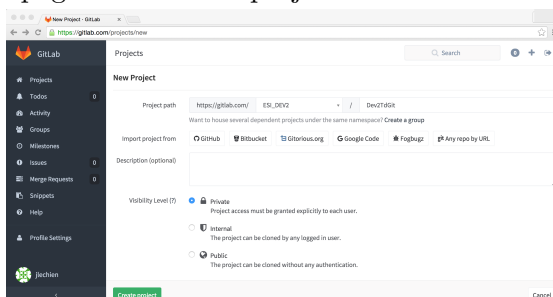 New Project · GitLab
https://gitlab.com/projects/new
GitLab
Projects
Search
0
Projects
Todos 0
Activity
Groups
Milestones
Issues 0
Merge Requests 0
Snippets
Help
Profile Settings
jiechien
New Project
Project path https://gitlab.com/ ESI_DEV2 / Dev2TdGit
Want to house several dependent projects under the same namespace? Create a group
Import project from GitHub Bitbucket Gitorious.org Google Code Fogbugz Any repo by URL
Description (optional)
Visibility Level (?) Private
Project access must be granted explicitly to each user.
Internal
The project can be cloned by any logged in user.
Public
The project can be cloned without any authentication.
Create project Cancel